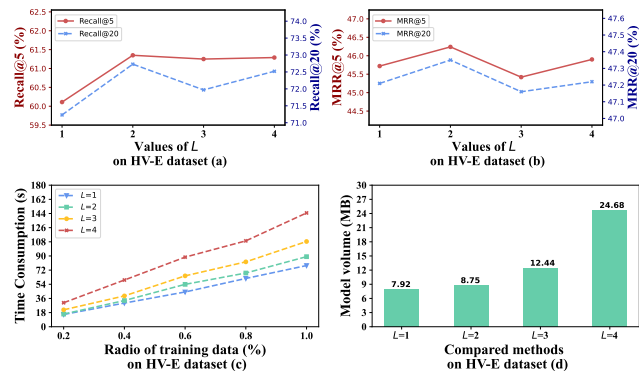 Recall@5 (%)
62.5
62.0
61.5
61.0
60.5
60.0
59.5
Recall@5
Recall@20
74.0
73.5
73.0
72.5
72.0
71.5
71.0
Recall@20 (%)
1 2 3 4
Values of L
on HV-E dataset (a)
MRR@5 (%)
47.0
46.5
46.0
45.5
45.0
44.5
MRR@5
MRR@20
47.6
47.5
47.4
47.3
47.2
47.1
47.0
MRR@20 (%)
1 2 3 4
Values of L
on HV-E dataset (b)
Time Consumption (s)
180
162
144
126
108
90
72
54
36
18
0
L=1
L=2
L=3
L=4
0.2 0.4 0.6 0.8 1.0
Radio of training data (%)
on HV-E dataset (c)
Model volume (MB)
30
27
24
21
18
15
12
9
6
3
0
7.92
8.75
12.44
24.68
L=1 L=2 L=3 L=4
Compared methods
on HV-E dataset (d)